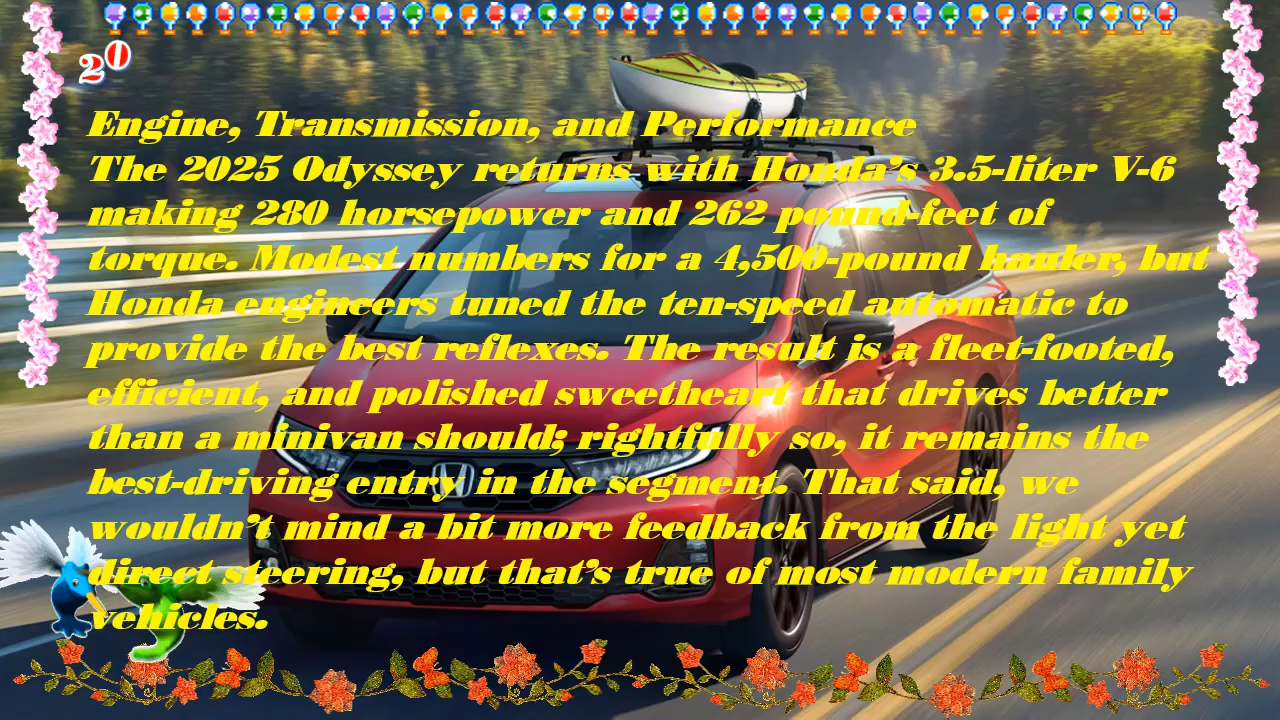 20
Engine, Transmission, and Performance
The 2025 Odyssey returns with Honda’s 3.5-liter V-6
making 280 horsepower and 262 pound-feet of
torque. Modest numbers for a 4,500-pound hauler, but
Honda engineers tuned the ten-speed automatic to
provide the best reflexes. The result is a fleet-footed,
efficient, and polished sweetheart that drives better
than a minivan should; rightfully so, it remains the
best-driving entry in the segment. That said, we
wouldn’t mind a bit more feedback from the light yet
direct steering, but that’s true of most modern family
vehicles.